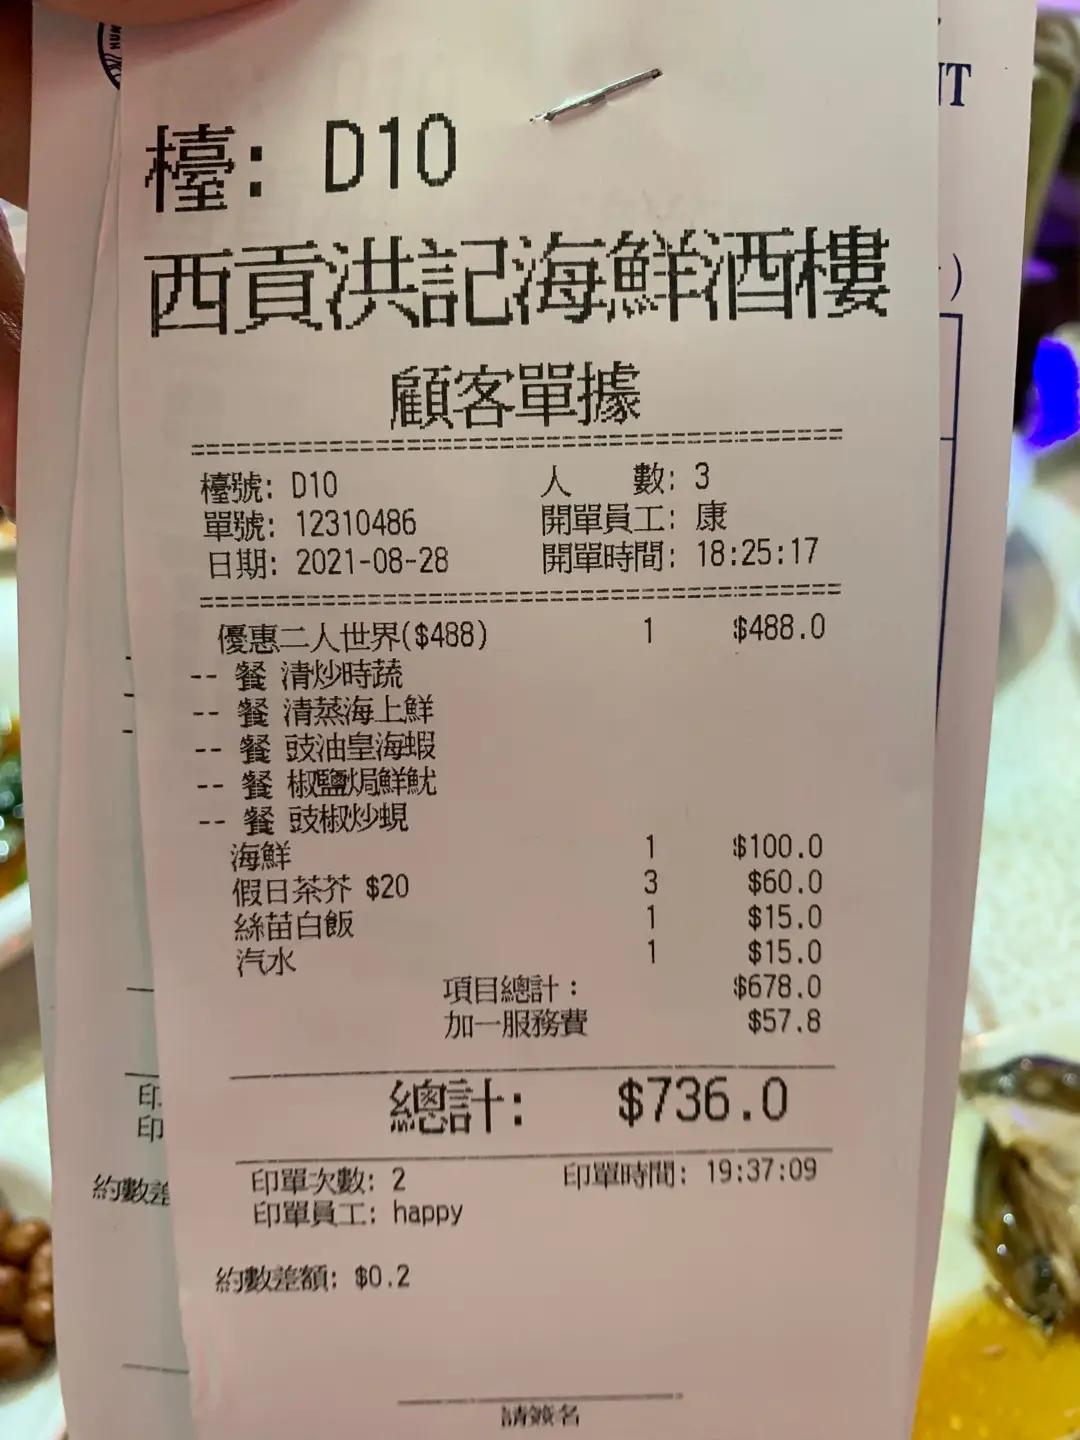 NT
)
檯: D10
西貢洪記海鮮酒樓
顧客單據
檯號: D10 人 數: 3
單號: 12310486 開單員工: 康
日期: 2021-08-28 開單時間: 18:25:17
優惠二人世界($488) 1 $488.0
-- 餐 清炒時蔬
-- 餐 清蒸海上鮮
-- 餐 豉油皇海蝦
-- 餐 椒鹽焗鮮魷
-- 餐 豉椒炒蜆
海鮮 1 $100.0
假日茶芥 $20 3 $60.0
絲苗白飯 1 $15.0
汽水 1 $15.0
項目總計: $678.0
加一服務費 $57.8
總計: $736.0
印單次數: 2 印單時間: 19:37:09
印單員工: happy
約數差額: $0.2
請簽名
印
印
約數差